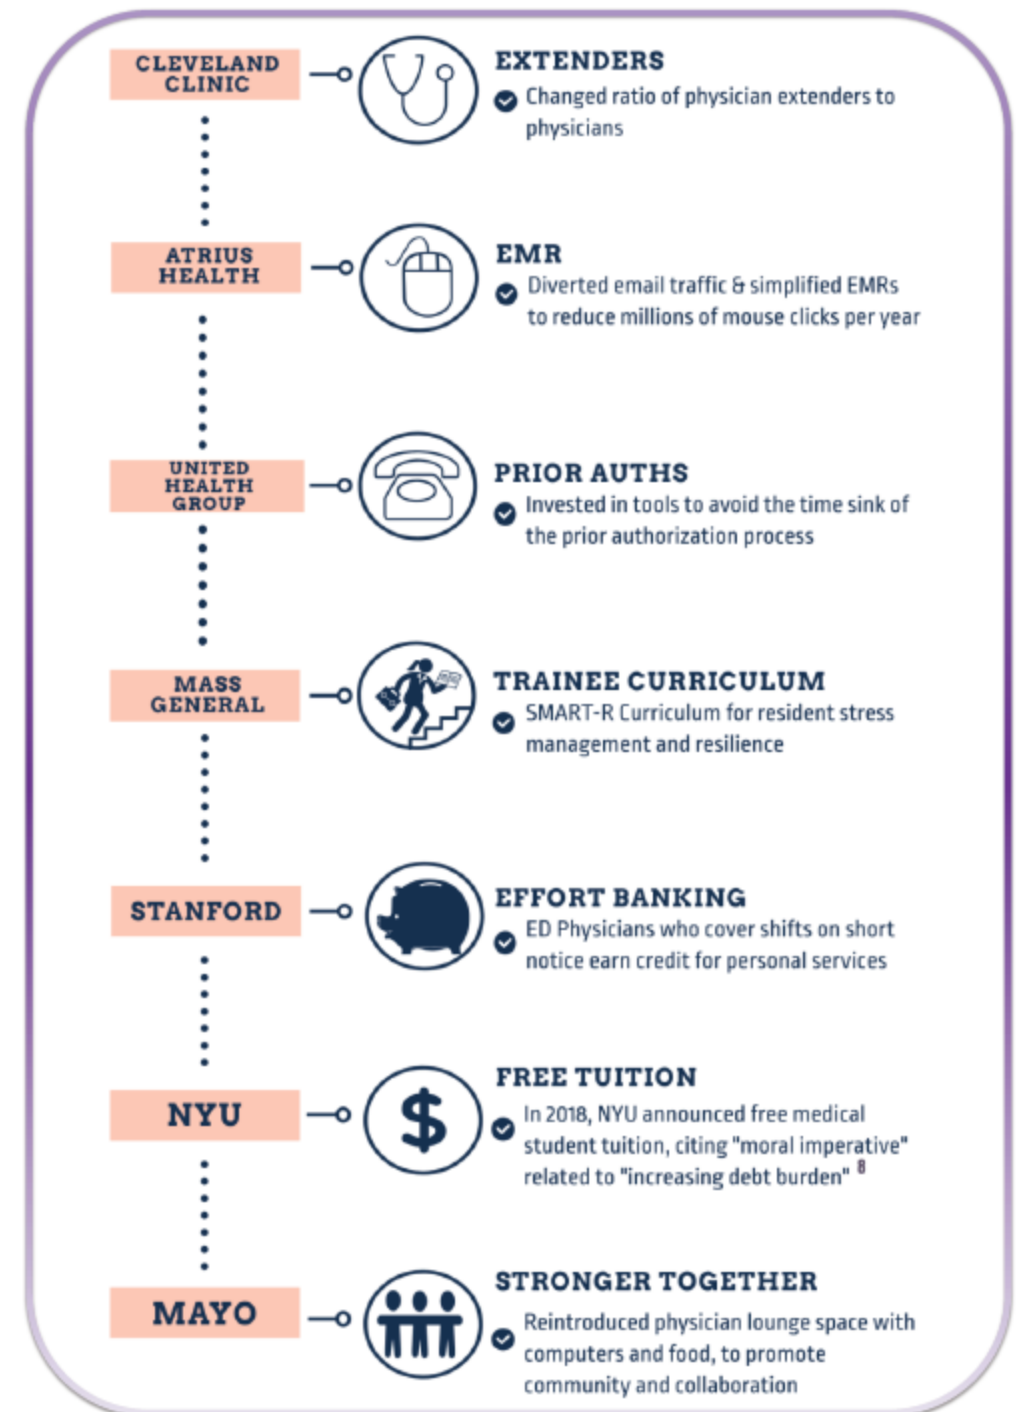 CLEVELAND
CLINIC
EXTENDERS
Changed ratio of physician extenders to
physicians
ATRIUS
HEALTH
EMR
Diverted email traffic & simplified EMRs
to reduce millions of mouse clicks per year
UNITED
HEALTH
GROUP
PRIOR AUTHS
Invested in tools to avoid the time sink of
the prior authorization process
MASS
GENERAL
TRAINEE CURRICULUM
SMART-R Curriculum for resident stress
management and resilience
STANFORD
EFFORT BANKING
ED Physicians who cover shifts on short
notice earn credit for personal services
NYU
$
FREE TUITION
In 2018, NYU announced free medical
student tuition, citing "moral imperative"
related to "increasing debt burden" 8
MAYO
STRONGER TOGETHER
Reintroduced physician lounge space with
computers and food, to promote
community and collaboration